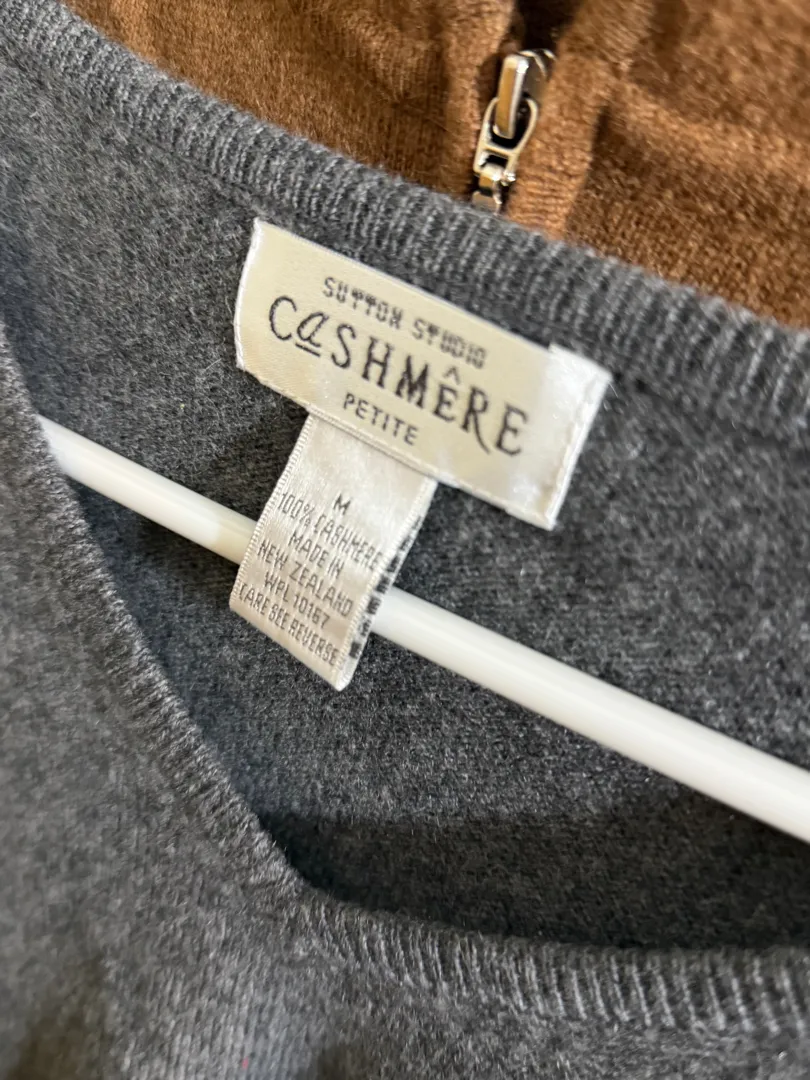 SUTTON STUDIO
CaSHMÊRE
PETITE
M
100% CASHMERE
MADE IN
NEW ZEALAND
WPL 10167
CARE SEE REVERSE